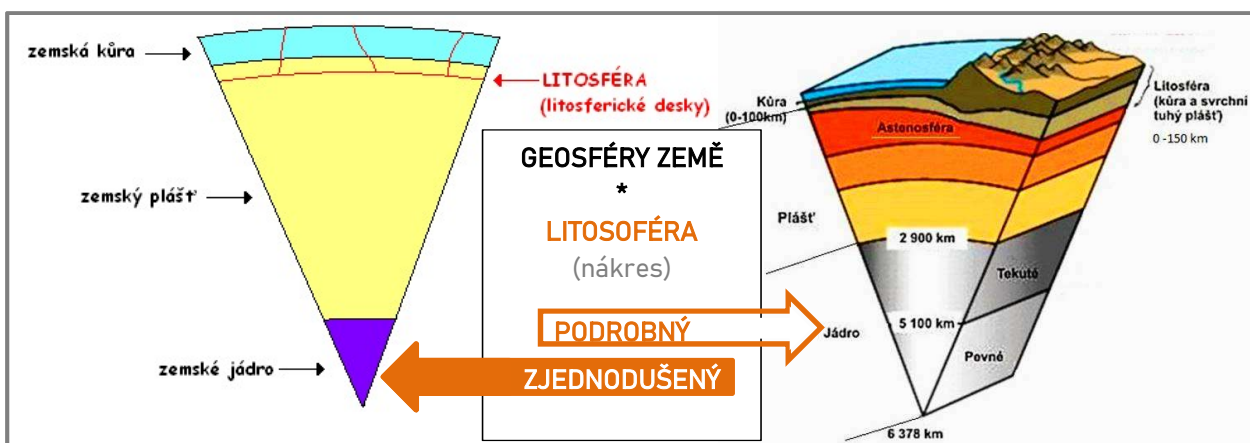 zemská kůra
LITOSFÉRA
(litosferické desky)
zemský plášť
zemské jádro
GEOSFÉRY ZEMĚ
*
LITOSOFÉRA
(nákres)
PODROBNÝ
ZJEDNODUŠENÝ
Kůra
(0-100km)
Astenosféra
Litosféra
(kůra a svrchní
tuhý plášť)
0 -150 km
Plášť
2 900 km
Tekuté
5 100 km
Jádro
Pevné
6 378 km